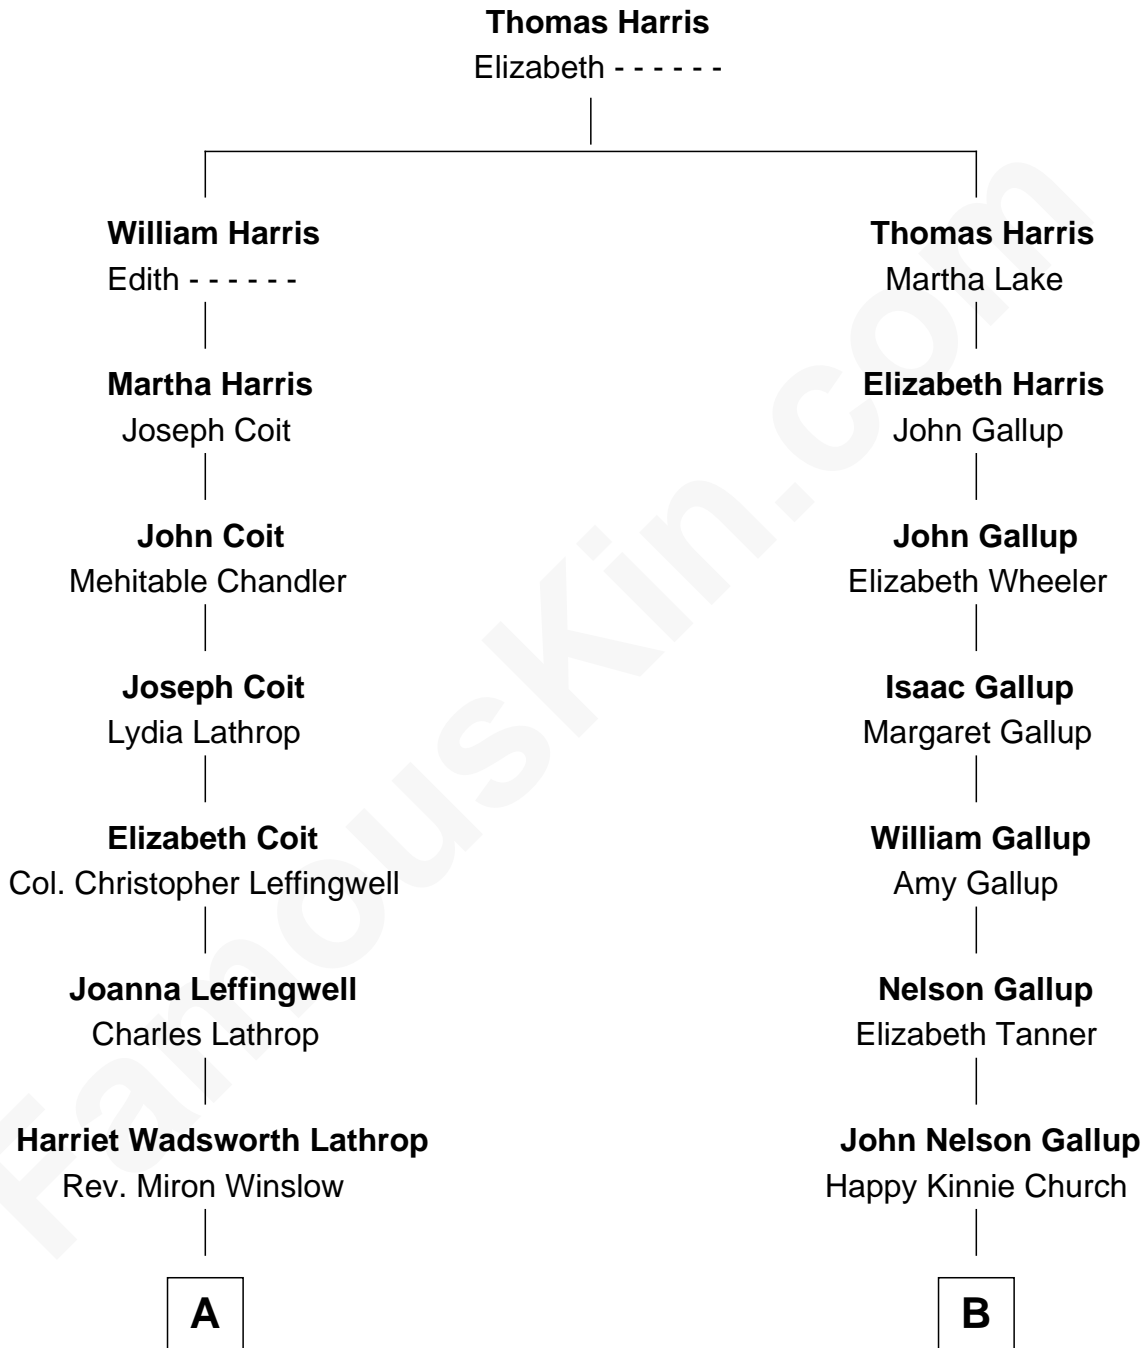 Thomas Harris
Elizabeth - - - - - -
William Harris
Edith - - - - - -
Martha Harris
Joseph Coit
John Coit
Mehitable Chandler
Joseph Coit
Lydia Lathrop
Elizabeth Coit
Col. Christopher Leffingwell
Joanna Leffingwell
Charles Lathrop
Harriet Wadsworth Lathrop
Rev. Miron Winslow
A
Thomas Harris
Martha Lake
Elizabeth Harris
John Gallup
John Gallup
Elizabeth Wheeler
Isaac Gallup
Margaret Gallup
William Gallup
Amy Gallup
Nelson Gallup
Elizabeth Tanner
John Nelson Gallup
Happy Kinnie Church
B
FamousKin.com